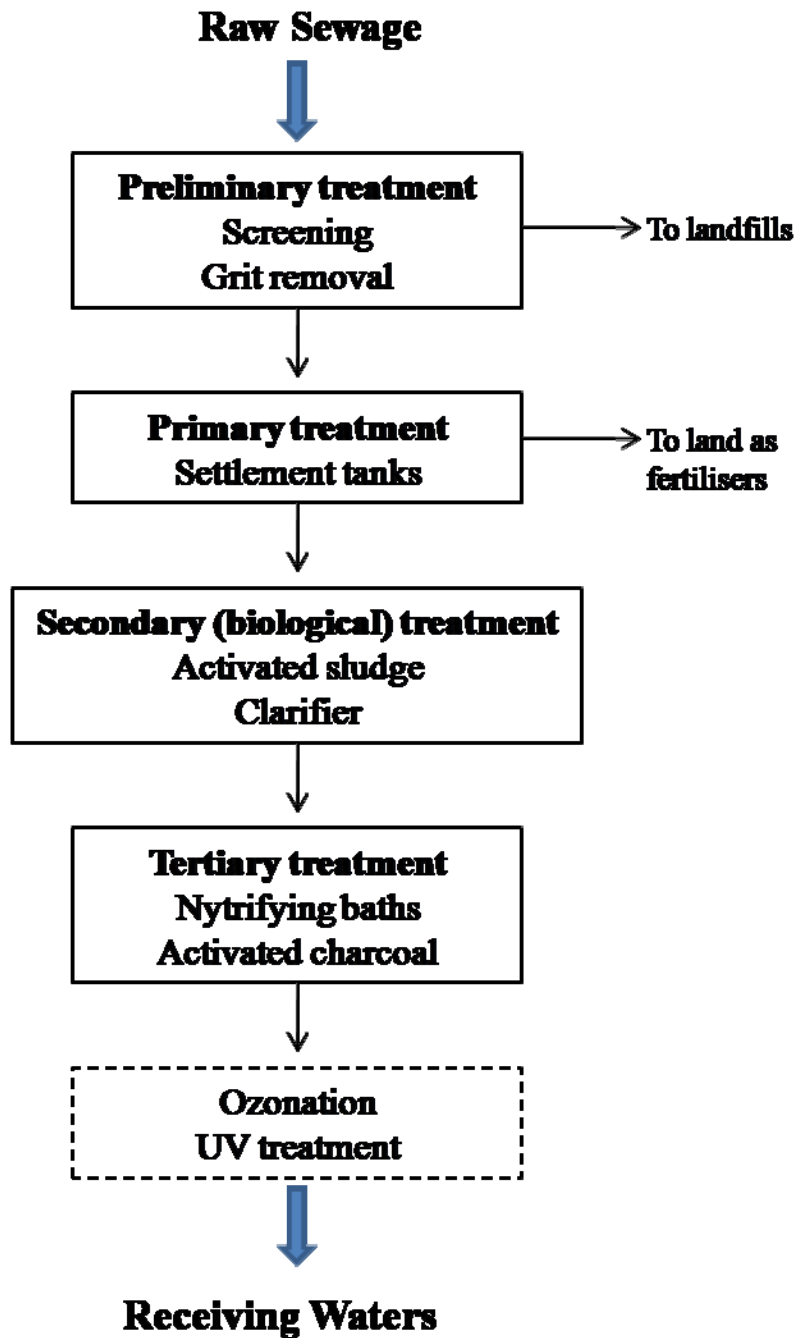 Raw Sewage
Preliminary treatment
Screening
Grit removal
To landfills
Primary treatment
Settlement tanks
To land as
fertilisers
Secondary (biological) treatment
Activated sludge
Clarifier
Tertiary treatment
Nytrifying baths
Activated charcoal
Ozonation
UV treatment
Receiving Waters